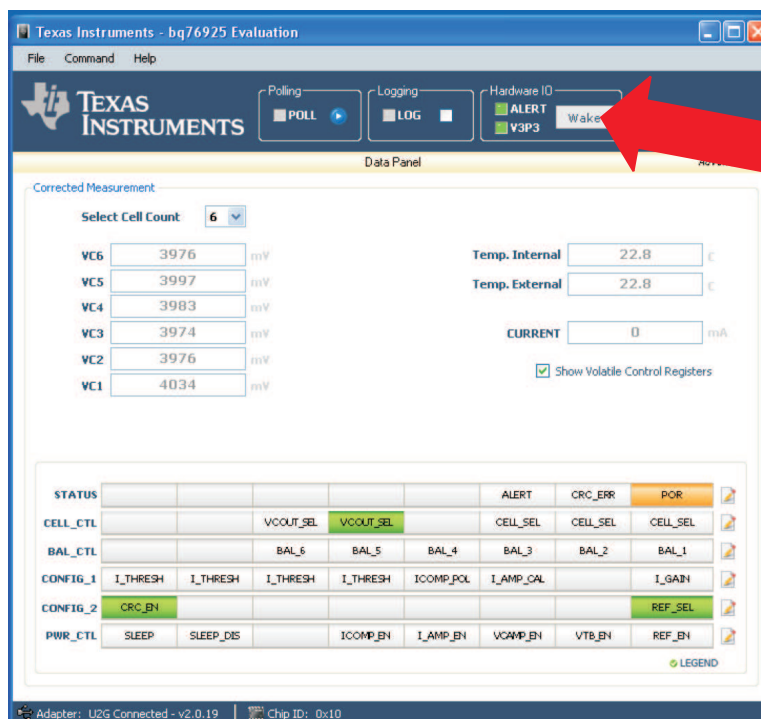 Texas Instruments - bq76925 Evaluation
File Command Help
TEXAS INSTRUMENTS
Polling
POLL
Logging
LOG
Hardware IO
ALERT
V3P3
Wake
Data Panel
Corrected Measurement
Select Cell Count 6
VC6 3976 mV
VC5 3997 mV
VC4 3983 mV
VC3 3974 mV
VC2 3976 mV
VC1 4034 mV
Temp. Internal 22.8 C
Temp. External 22.8 C
CURRENT 0 mA
Show Volatile Control Registers
STATUS ALERT CRC_ERR POR
CELL_CTL VCOUT_SEL VCOUT_SEL CELL_SEL CELL_SEL CELL_SEL
BAL_CTL BAL_6 BAL_5 BAL_4 BAL_3 BAL_2 BAL_1
CONFIG_1 I_THRESH I_THRESH I_THRESH I_THRESH ICOMP_POL I_AMP_CAL I_GAIN
CONFIG_2 CRC_EN REF_SEL
PWR_CTL SLEEP SLEEP_DIS ICOMP_EN I_AMP_EN VCAMP_EN VTB_EN REF_EN
LEGEND
Adapter: U2G Connected - v2.0.19 Chip ID: 0x10